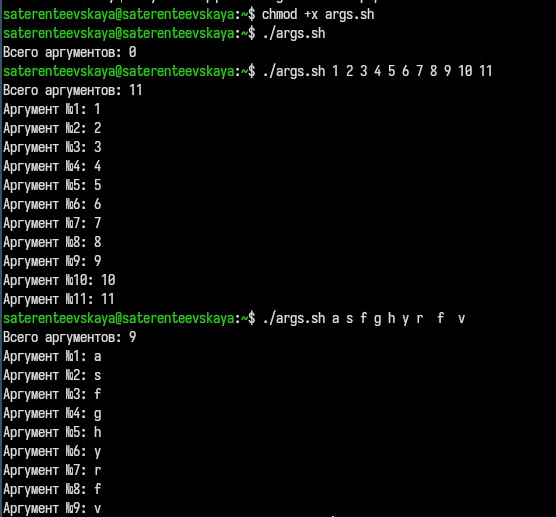 saterenteevskaya@saterenteevskaya:~$ chmod +x args.sh
saterenteevskaya@saterenteevskaya:~$ ./args.sh
Всего аргументов: 0
saterenteevskaya@saterenteevskaya:~$ ./args.sh 1 2 3 4 5 6 7 8 9 10 11
Всего аргументов: 11
Аргумент №1: 1
Аргумент №2: 2
Аргумент №3: 3
Аргумент №4: 4
Аргумент №5: 5
Аргумент №6: 6
Аргумент №7: 7
Аргумент №8: 8
Аргумент №9: 9
Аргумент №10: 10
Аргумент №11: 11
saterenteevskaya@saterenteevskaya:~$ ./args.sh a s f g h y r  f  v
Всего аргументов: 9
Аргумент №1: a
Аргумент №2: s
Аргумент №3: f
Аргумент №4: g
Аргумент №5: h
Аргумент №6: y
Аргумент №7: r
Аргумент №8: f
Аргумент №9: v